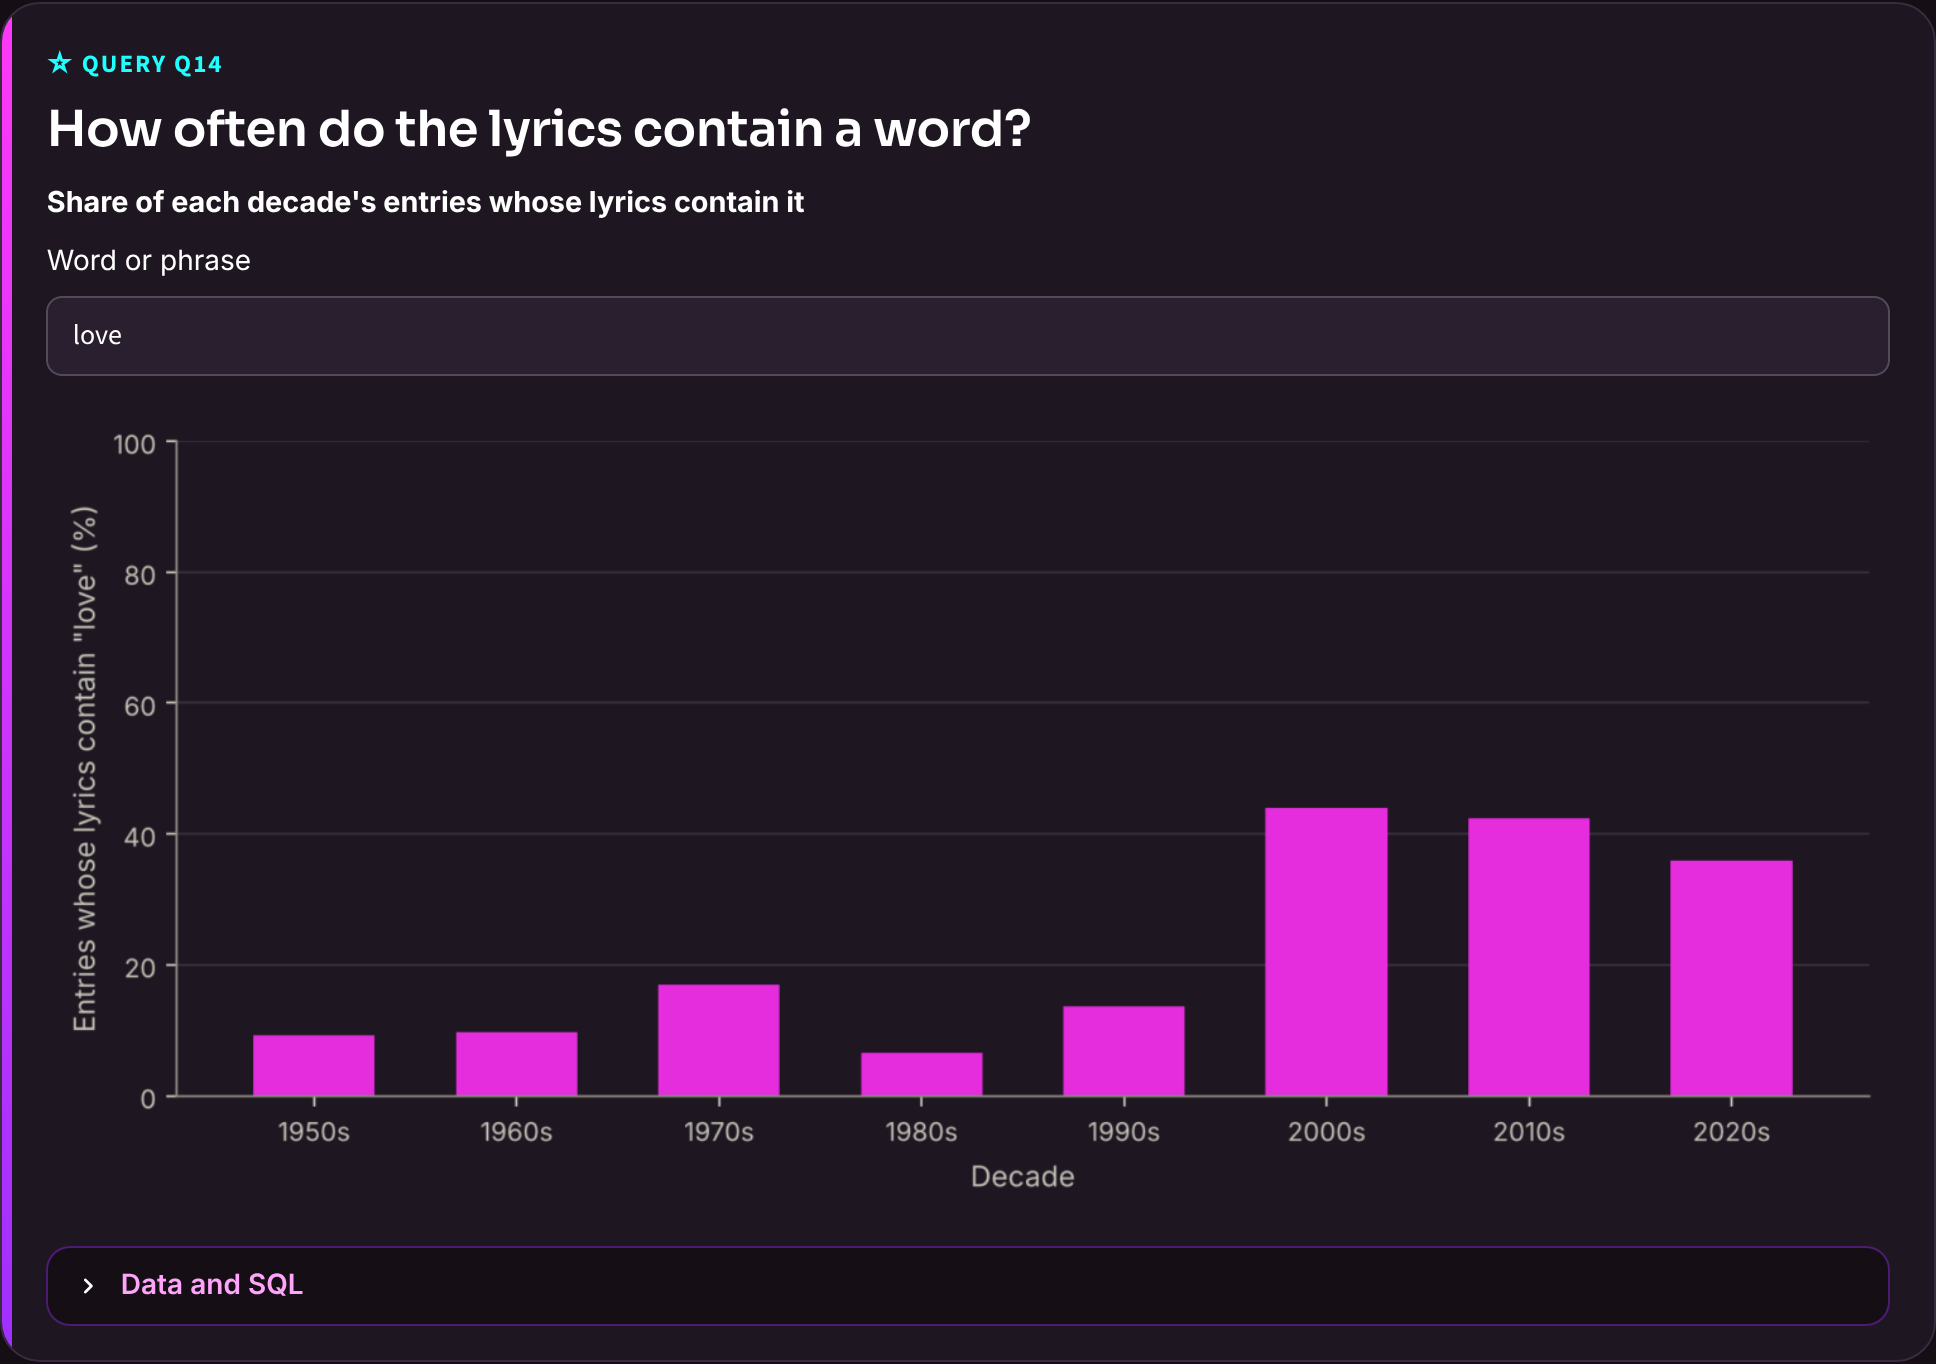 ☆ QUERY Q14
How often do the lyrics contain a word?
Share of each decade's entries whose lyrics contain it
Word or phrase
love
Entries whose lyrics contain "love" (%)
100
80
60
40
20
0
1950s 1960s 1970s 1980s 1990s 2000s 2010s 2020s
Decade
Data and SQL